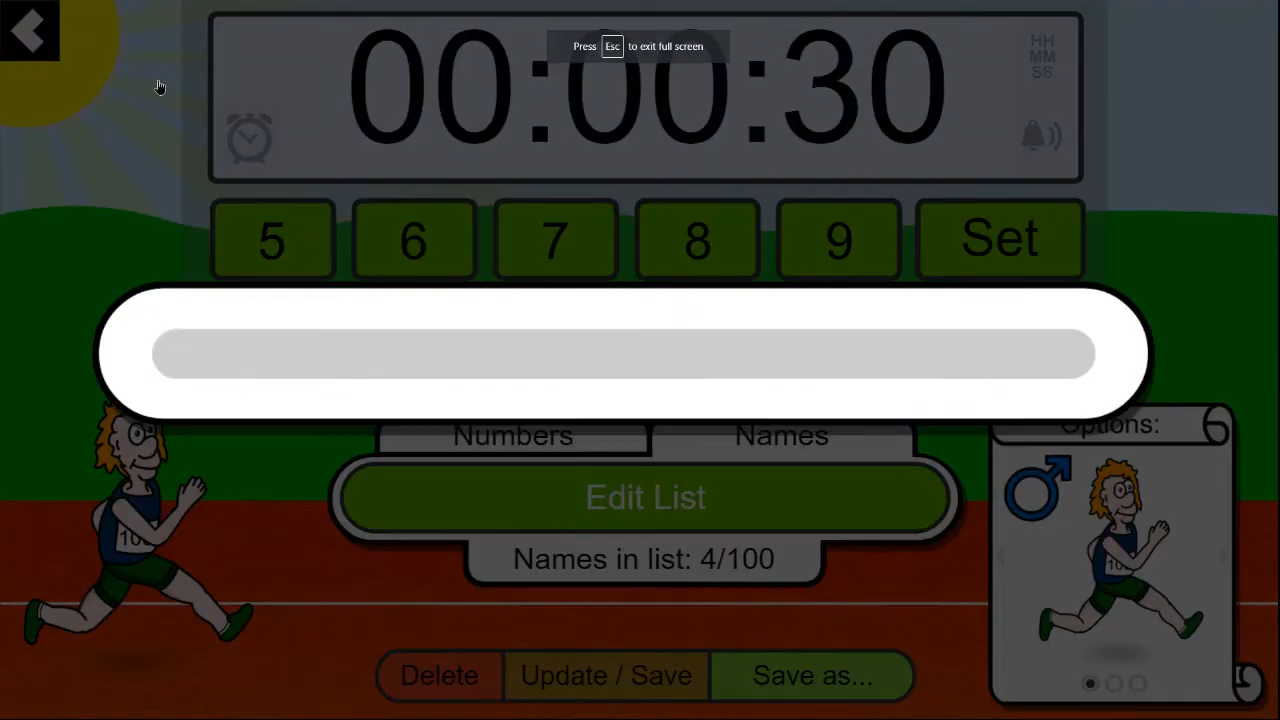 00:00:30
HH
MM
SS
Press Esc to exit full screen
5 6 7 8 9 Set
Numbers Names
Options:
Edit List
Names in list: 4/100
Delete Update / Save Save as...